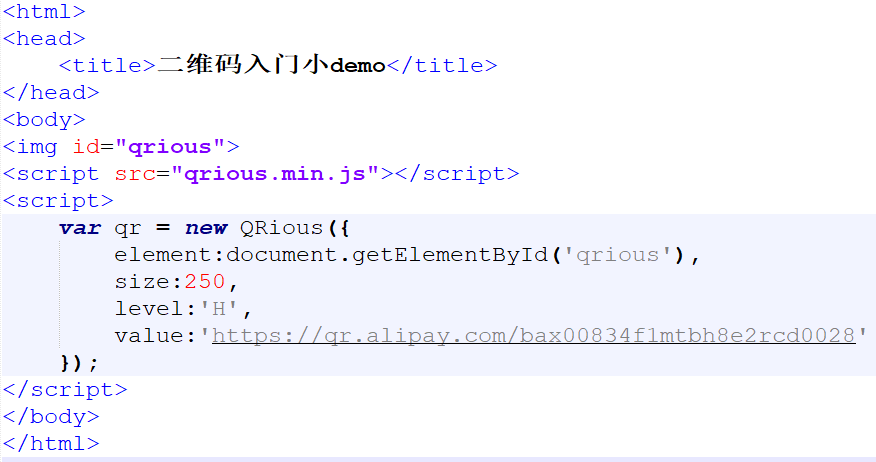 <html>
<head>
    <title>二维码入门小demo</title>
</head>
<body>
<img id="qrious">
<script src="qrious.min.js"></script>
<script>
    var qr = new QRious({
        element:document.getElementById('qrious'),
        size:250,
        level:'H',
        value:'https://qr.alipay.com/bax00834f1mtbh8e2rcd0028'
    });
</script>
</body>
</html>